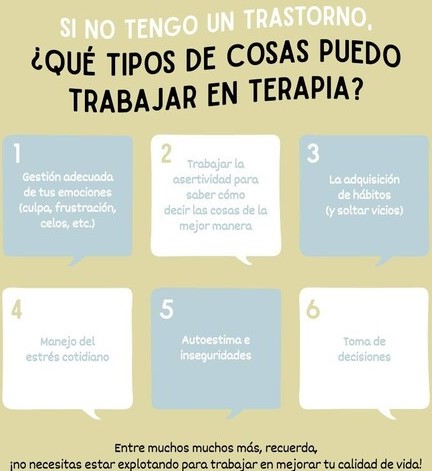 SI NO TENGO UN TRASTORNO,
¿QUÉ TIPOS DE COSAS PUEDO
TRABAJAR EN TERAPIA?
1
Gestión adecuada
de tus emociones
(culpa, frustración,
celos, etc.)
2
Trabajar la
asertividad para
saber cómo
decir las cosas de la
mejor manera
3
La adquisición
de hábitos
(y soltar vicios)
4
Manejo del
estrés cotidiano
5
Autoestima e
inseguridades
6
Toma de
decisiones
Entre muchos muchos más, recuerda,
¡no necesitas estar explotando para trabajar en mejorar tu calidad de vida!